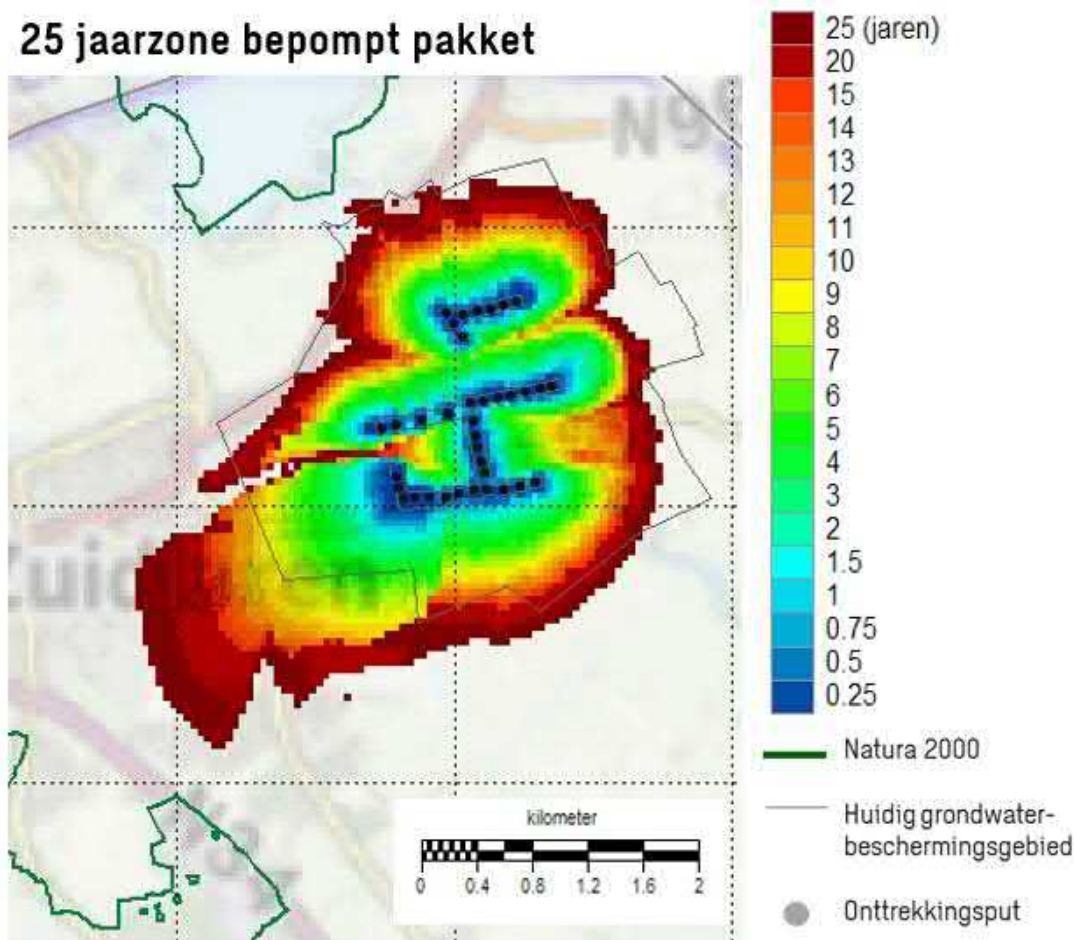 25 jaarzone bepompt pakket
25 (jaren)
20
15
14
13
12
11
10
9
8
7
6
5
4
3
2
1.5
1
0.75
0.5
0.25
Natura 2000
Huidig grondwater-
beschermingsgebied
Onttrekkingsput
kilometer
0 0.4 0.8 1.2 1.6 2